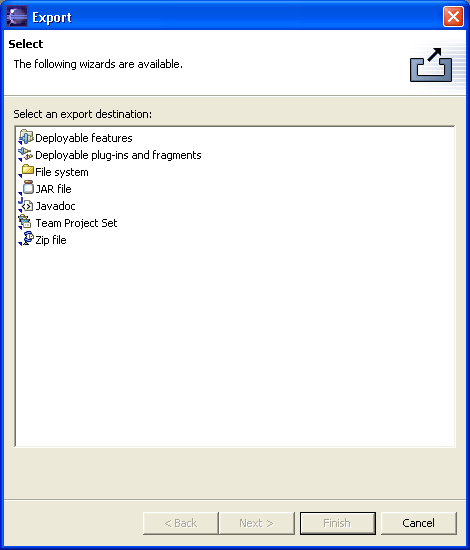 Export
Select
The following wizards are available.
Select an export destination:
Deployable features
Deployable plug-ins and fragments
File system
JAR file
Javadoc
Team Project Set
Zip file
< Back
Next >
Finish
Cancel